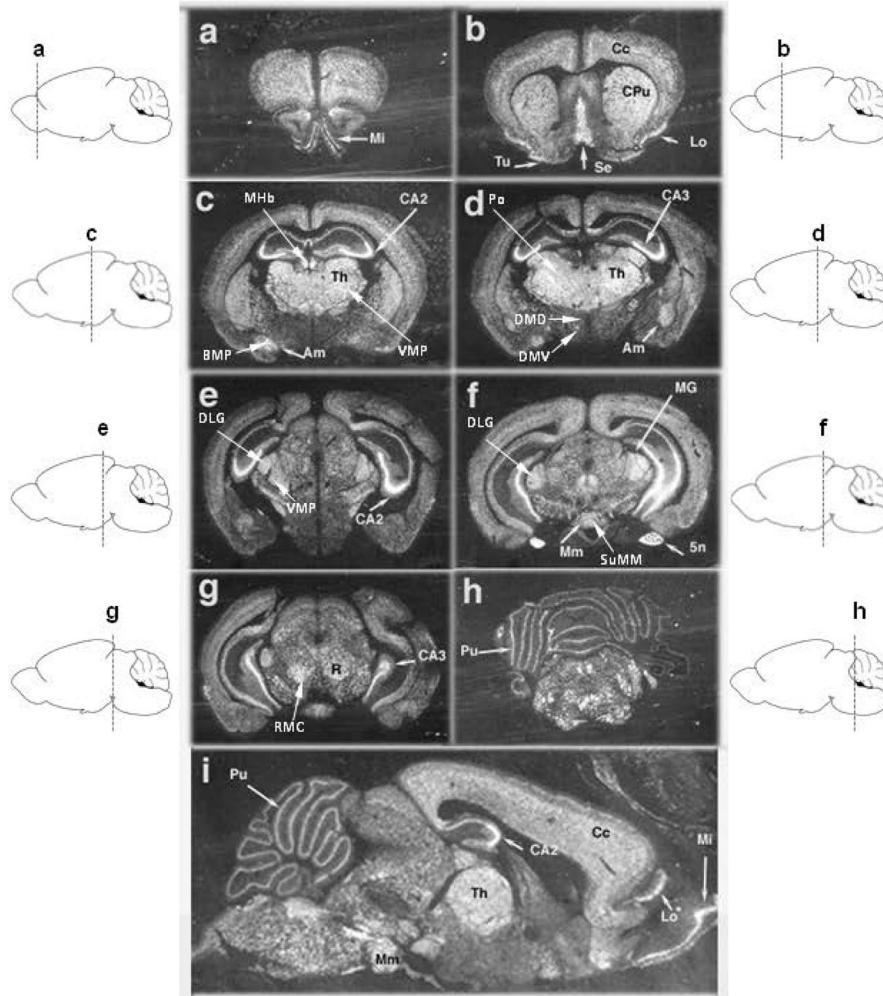 a
a
Mi
b
Cc
CPu
Tu
Se
Lo
b
c
c
MHb
CA2
Th
BMP
Am
VMP
d
Po
CA3
Th
DMD
DMV
Am
d
e
e
DLG
VMP
CA2
f
DLG
MG
Mm
SuMM
5n
f
g
g
R
CA3
RMC
h
Pu
h
i
Pu
Cc
CA2
Th
Mi
Lo
Mm